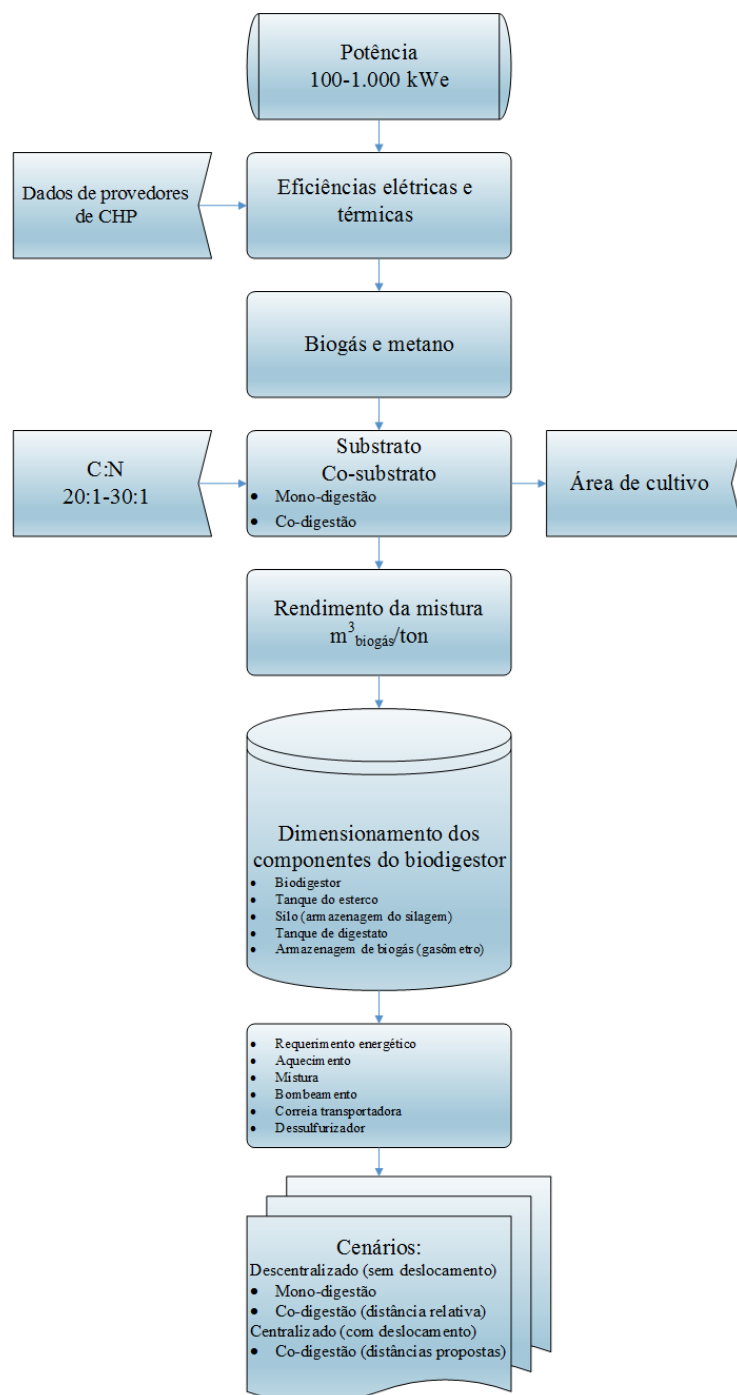 Potência
100-1.000 kWe
Dados de provedores
de CHP
Eficiências elétricas e
térmicas
Biogás e metano
C:N
20:1-30:1
Substrato
Co-substrato
● Mono-digestão
● Co-digestão
Área de cultivo
Rendimento da mistura
m³biogás/ton
Dimensionamento dos
componentes do biodigestor
● Biodigestor
● Tanque do esterco
● Silo (armazenagem do silagem)
● Tanque de digestato
● Armazenagem de biogás (gasômetro)
● Requerimento energético
● Aquecimento
● Mistura
● Bombeamento
● Correia transportadora
● Dessulfurizador
Cenários:
Descentralizado (sem deslocamento)
● Mono-digestão
● Co-digestão (distância relativa)
Centralizado (com deslocamento)
● Co-digestão (distâncias propostas)